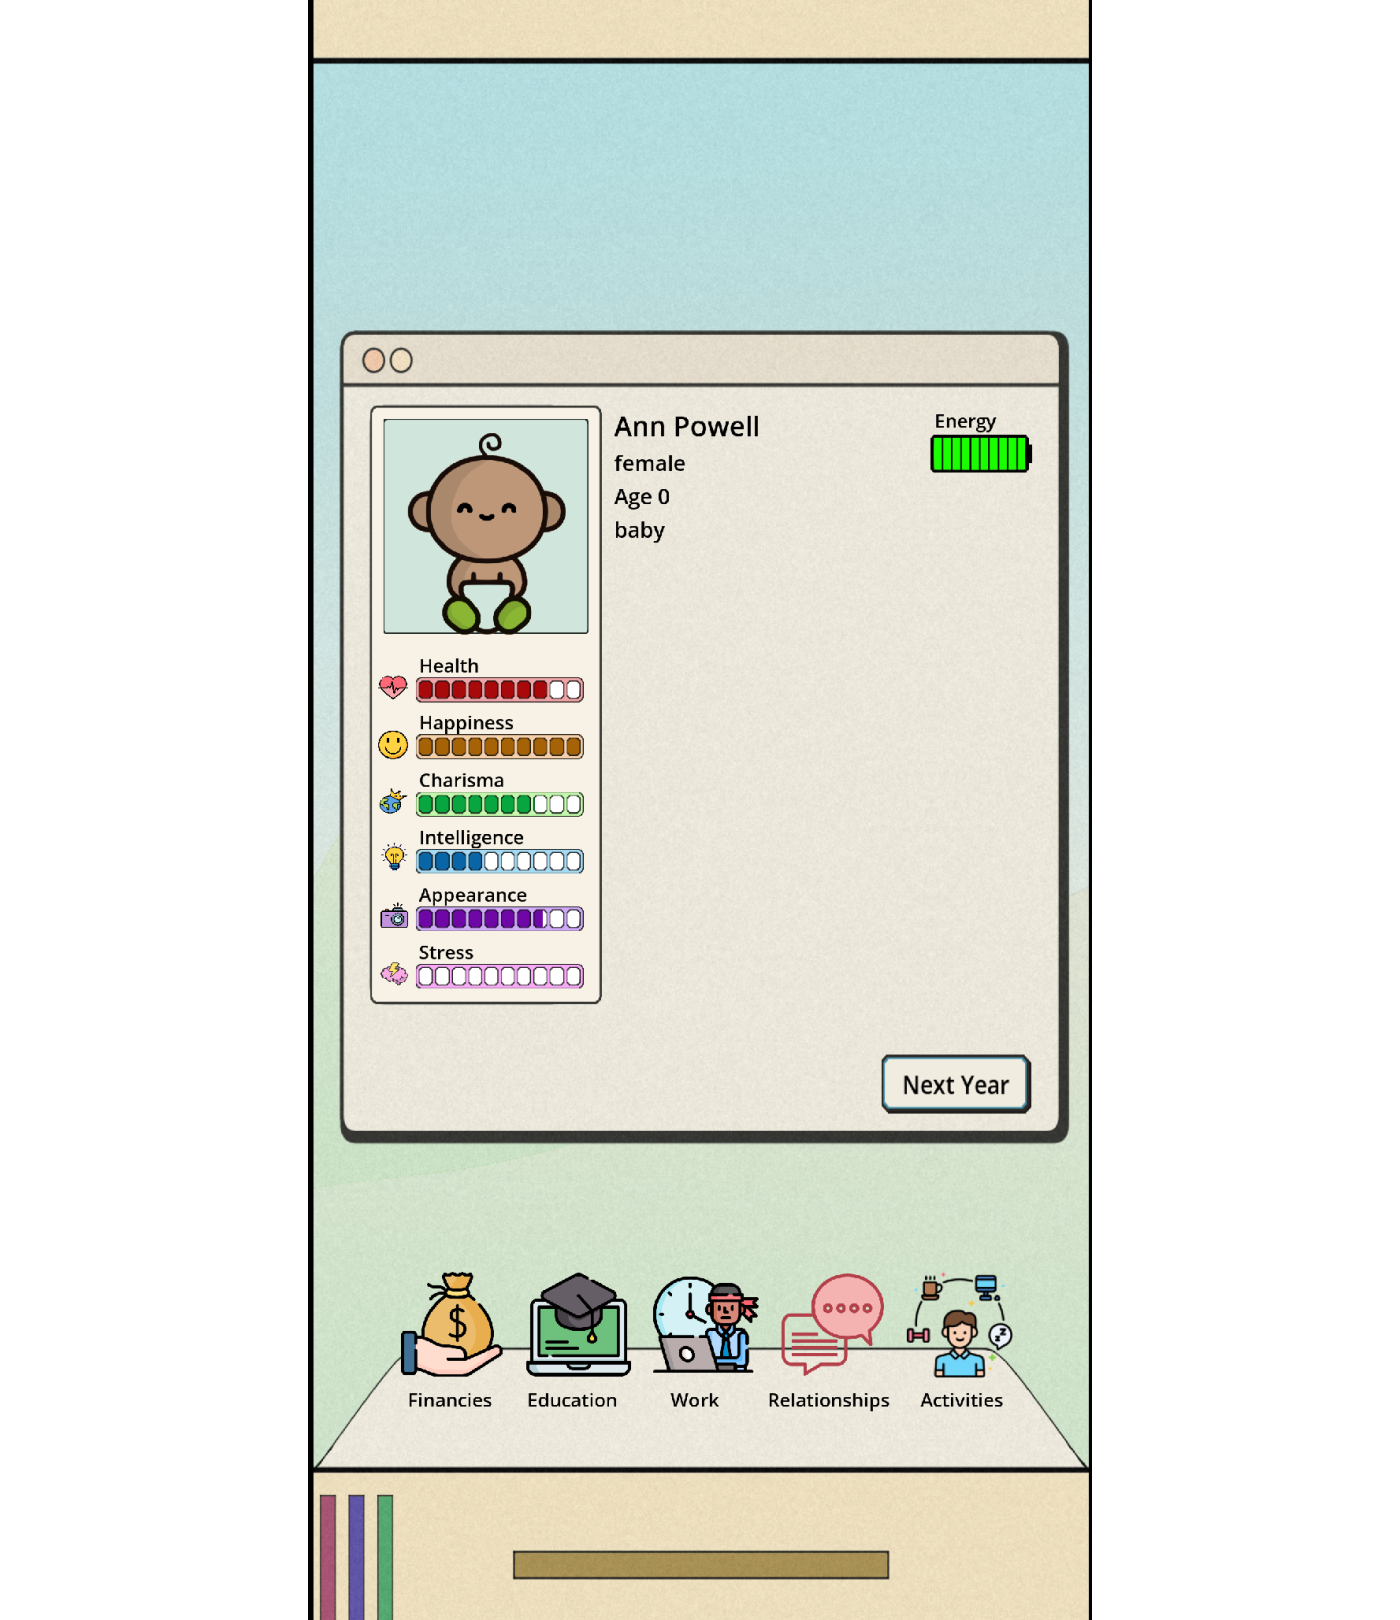 Ann Powell
female
Age 0
baby
Energy
Health
Happiness
Charisma
Intelligence
Appearance
Stress
Next Year
$
Financies
Education
Work
Relationships
Activities
zz